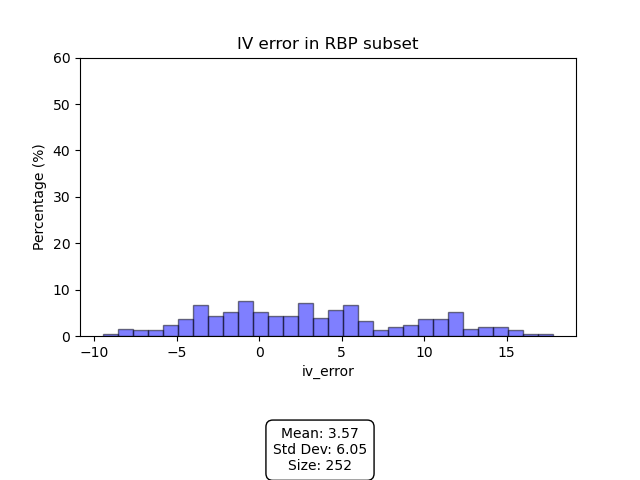 IV error in RBP subset
60
50
40
30
20
10
0
Percentage (%)
−10
−5
0
5
10
15
iv_error
Mean: 3.57
Std Dev: 6.05
Size: 252